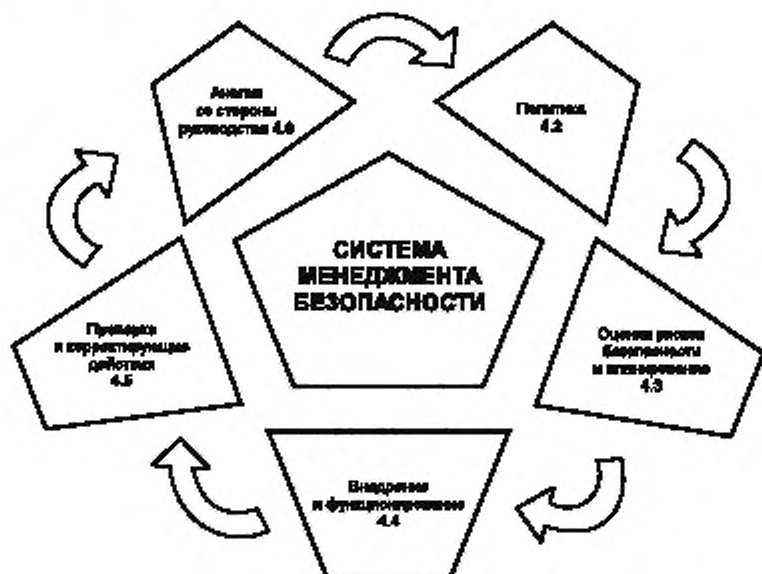 Анализ
со стороны
руководства 4.6
Политика
4.2
СИСТЕМА
МЕНЕДЖМЕНТА
БЕЗОПАСНОСТИ
Проверка
и корректирующие
действия
4.5
Оценка рисков
безопасности
и планирование
4.3
Внедрение
и функционирование
4.4